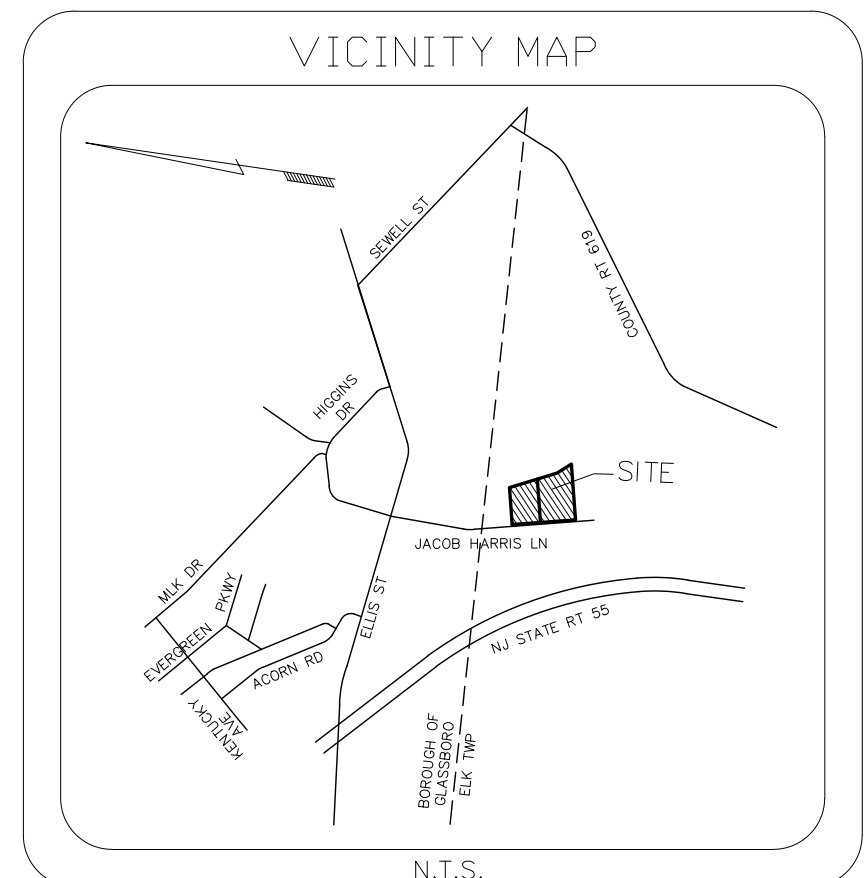 VICINITY MAP
SEWELL ST
COUNTY RT 619
HIGGINS
DR
SITE
JACOB HARRIS LN
MLK DR
PKWY
EVERGREEN
ELLIS ST
ACORN RD
NJ STATE RT 55
KENTUCKY
AVE
BOROUGH OF
GLASSBORO
ELK TWP
N.T.S.